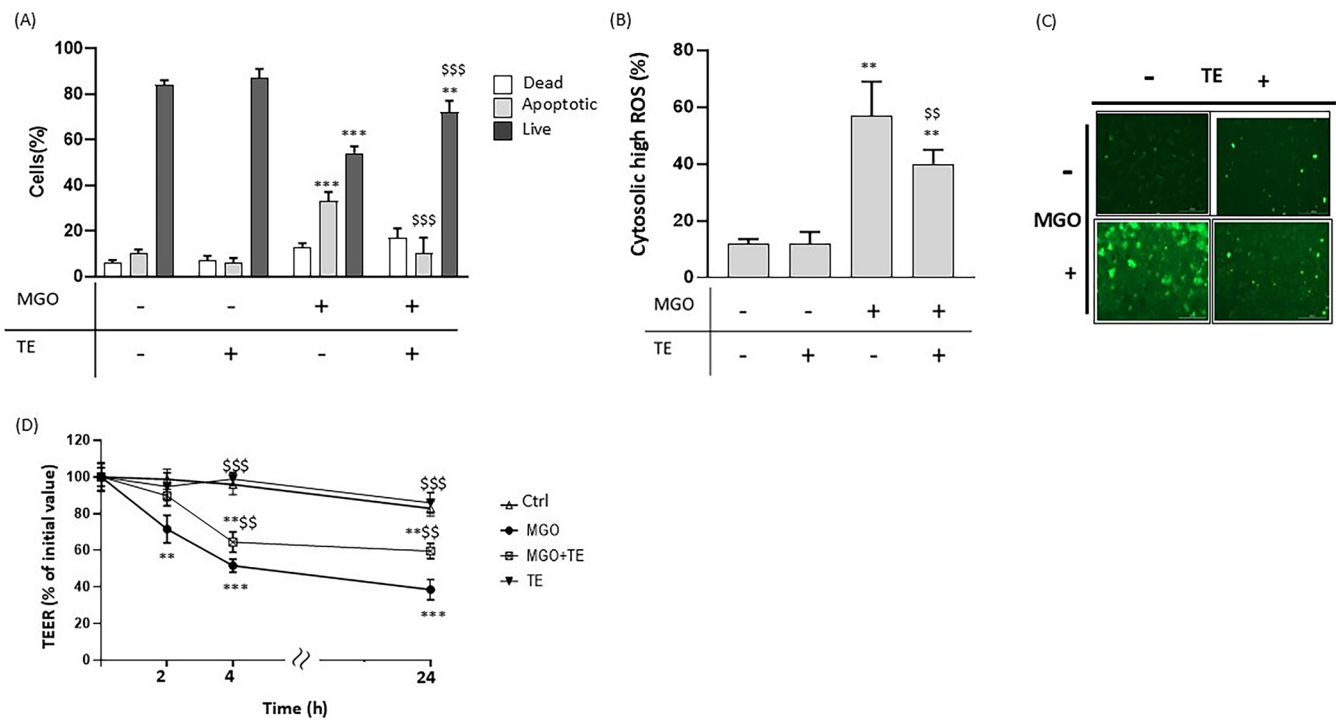 (A)
100
80
60
40
20
0
Cells(%)
***
***
$$$
$$$
**
Dead
Apoptotic
Live
MGO - - + +
TE - + - +
(B)
80
60
40
20
0
Cytosolic high ROS (%)
**
$$
**
MGO - - + +
TE - + - +
(C)
- TE +
-
MGO
+
(D)
120
100
80
60
40
20
0
TEER (% of initial value)
$$$
$$$
**$$
**$$
**
***
***
2 4 24
Time (h)
Ctrl
MGO
MGO+TE
TE